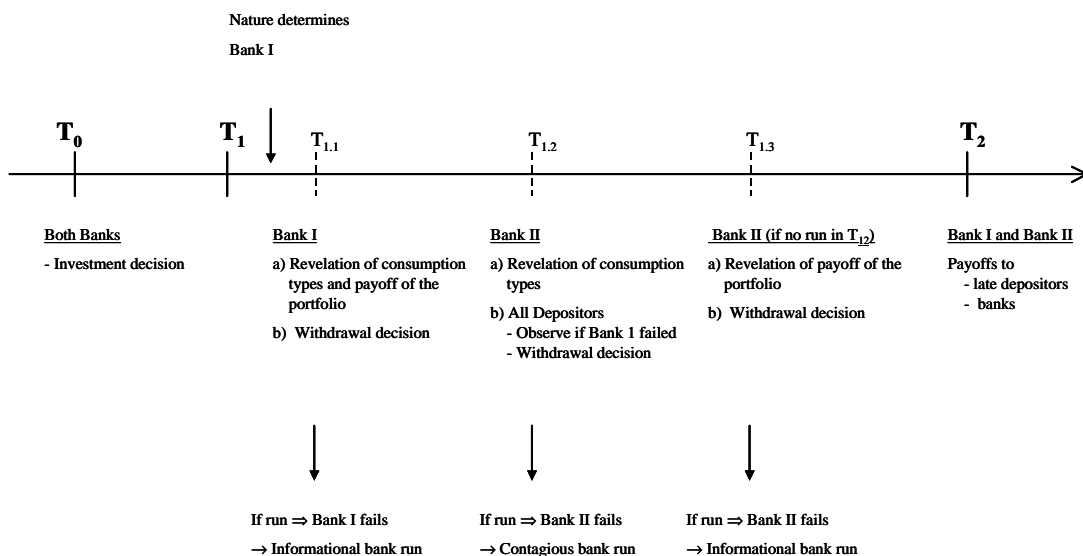 Nature determines
Bank I
T0
T1
T1.1
T1.2
T1.3
T2
Both Banks
- Investment decision
Bank I
a) Revelation of consumption
types and payoff of the
portfolio
b) Withdrawal decision
Bank II
a) Revelation of consumption
types
b) All Depositors
- Observe if Bank 1 failed
- Withdrawal decision
Bank II (if no run in T12)
a) Revelation of payoff of the
portfolio
b) Withdrawal decision
Bank I and Bank II
Payoffs to
- late depositors
- banks
If run ⇒ Bank I fails
→ Informational bank run
If run ⇒ Bank II fails
→ Contagious bank run
If run ⇒ Bank II fails
→ Informational bank run